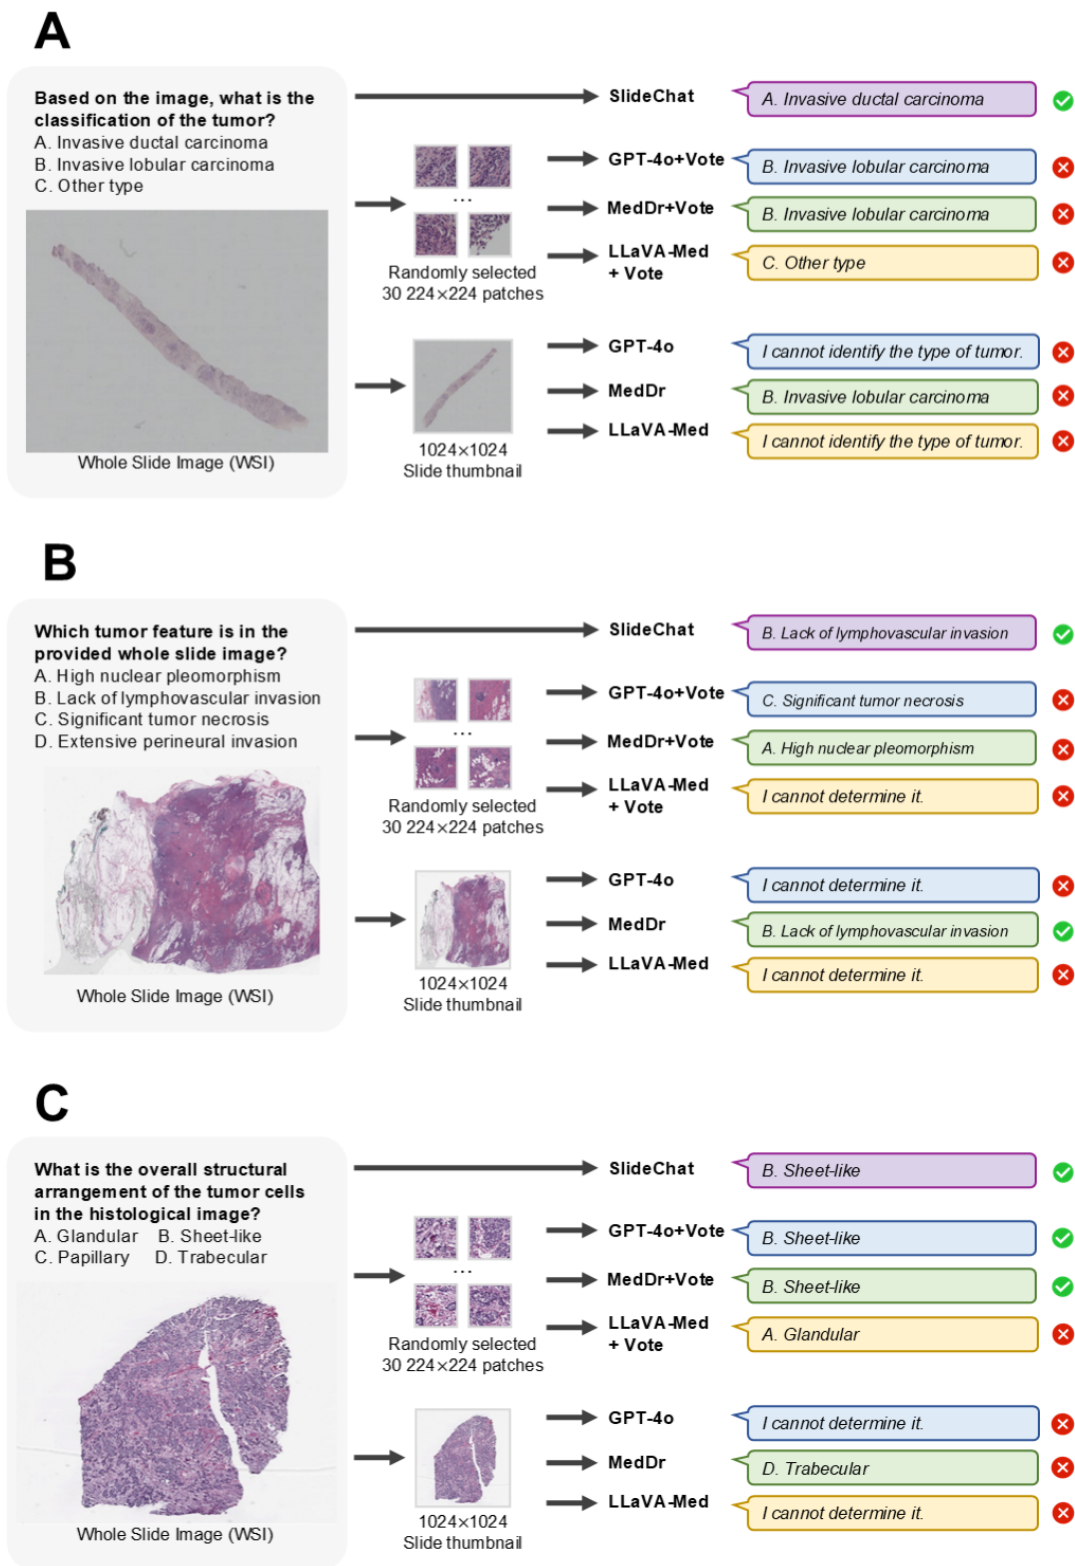 A
Based on the image, what is the
classification of the tumor?
A. Invasive ductal carcinoma
B. Invasive lobular carcinoma
C. Other type
Whole Slide Image (WSI)
...
Randomly selected
30 224×224 patches
1024×1024
Slide thumbnail
SlideChat
A. Invasive ductal carcinoma
GPT-4o+Vote
B. Invasive lobular carcinoma
MedDr+Vote
B. Invasive lobular carcinoma
LLaVA-Med
+ Vote
C. Other type
GPT-4o
I cannot identify the type of tumor.
MedDr
B. Invasive lobular carcinoma
LLaVA-Med
I cannot identify the type of tumor.
B
Which tumor feature is in the
provided whole slide image?
A. High nuclear pleomorphism
B. Lack of lymphovascular invasion
C. Significant tumor necrosis
D. Extensive perineural invasion
Whole Slide Image (WSI)
...
Randomly selected
30 224×224 patches
1024×1024
Slide thumbnail
SlideChat
B. Lack of lymphovascular invasion
GPT-4o+Vote
C. Significant tumor necrosis
MedDr+Vote
A. High nuclear pleomorphism
LLaVA-Med
+ Vote
I cannot determine it.
GPT-4o
I cannot determine it.
MedDr
B. Lack of lymphovascular invasion
LLaVA-Med
I cannot determine it.
C
What is the overall structural
arrangement of the tumor cells
in the histological image?
A. Glandular B. Sheet-like
C. Papillary D. Trabecular
Whole Slide Image (WSI)
...
Randomly selected
30 224×224 patches
1024×1024
Slide thumbnail
SlideChat
B. Sheet-like
GPT-4o+Vote
B. Sheet-like
MedDr+Vote
B. Sheet-like
LLaVA-Med
+ Vote
A. Glandular
GPT-4o
I cannot determine it.
MedDr
D. Trabecular
LLaVA-Med
I cannot determine it.